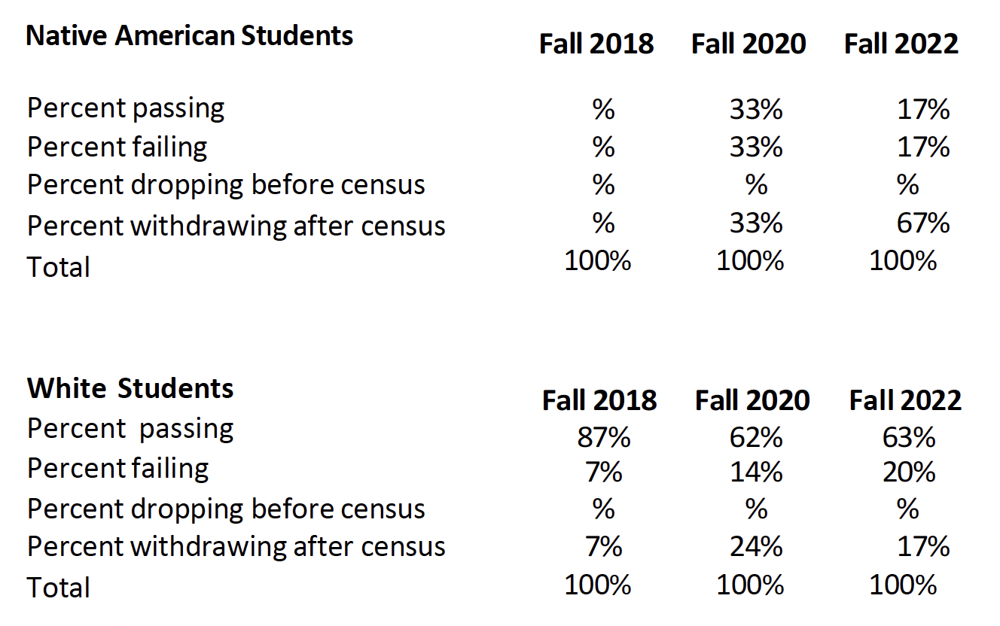 Native American Students Fall 2018 Fall 2020 Fall 2022
Percent passing % 33% 17%
Percent failing % 33% 17%
Percent dropping before census % % %
Percent withdrawing after census % 33% 67%
Total 100% 100% 100%
White Students Fall 2018 Fall 2020 Fall 2022
Percent passing 87% 62% 63%
Percent failing 7% 14% 20%
Percent dropping before census % % %
Percent withdrawing after census 7% 24% 17%
Total 100% 100% 100%